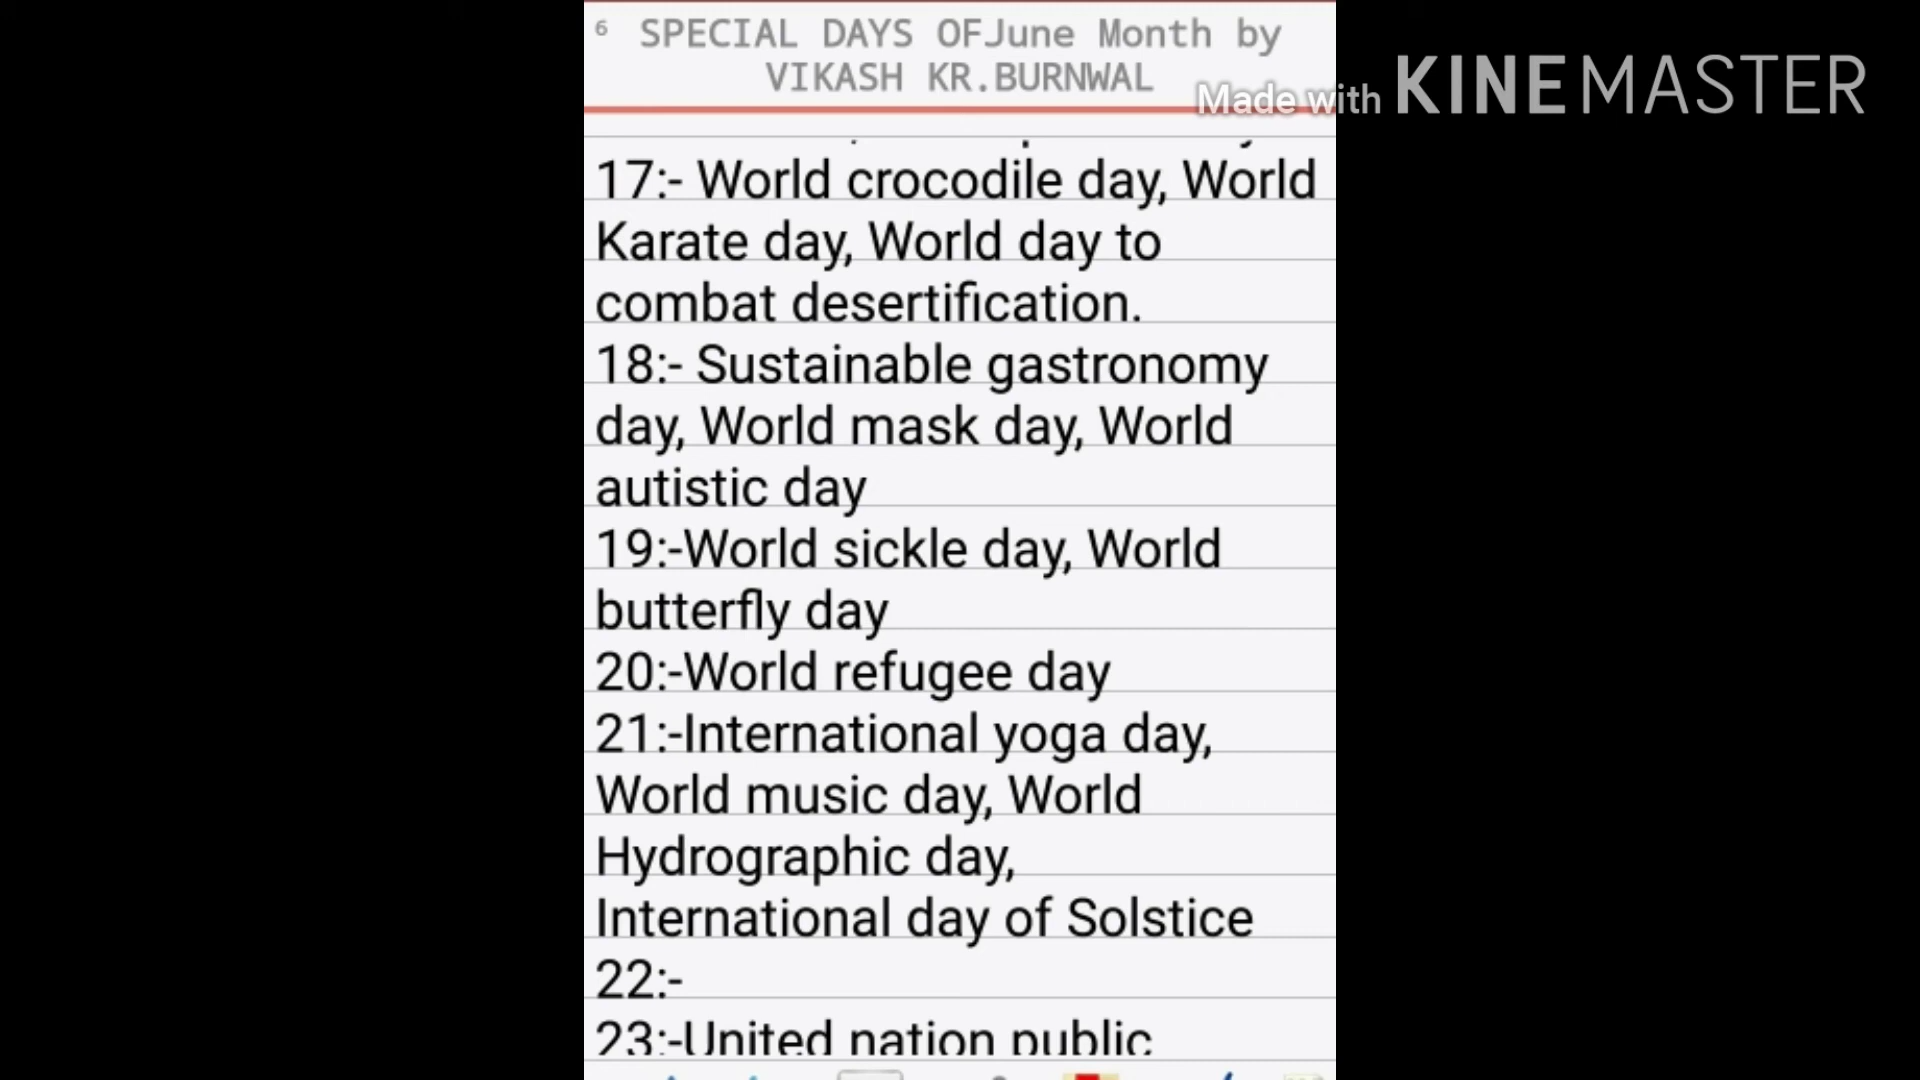 6 SPECIAL DAYS OFJune Month by
VIKASH KR.BURNWAL
Made with KINEMASTER
17:- World crocodile day, World
Karate day, World day to
combat desertification.
18:- Sustainable gastronomy
day, World mask day, World
autistic day
19:-World sickle day, World
butterfly day
20:-World refugee day
21:-International yoga day,
World music day, World
Hydrographic day,
International day of Solstice
22:-
23:-United nation public